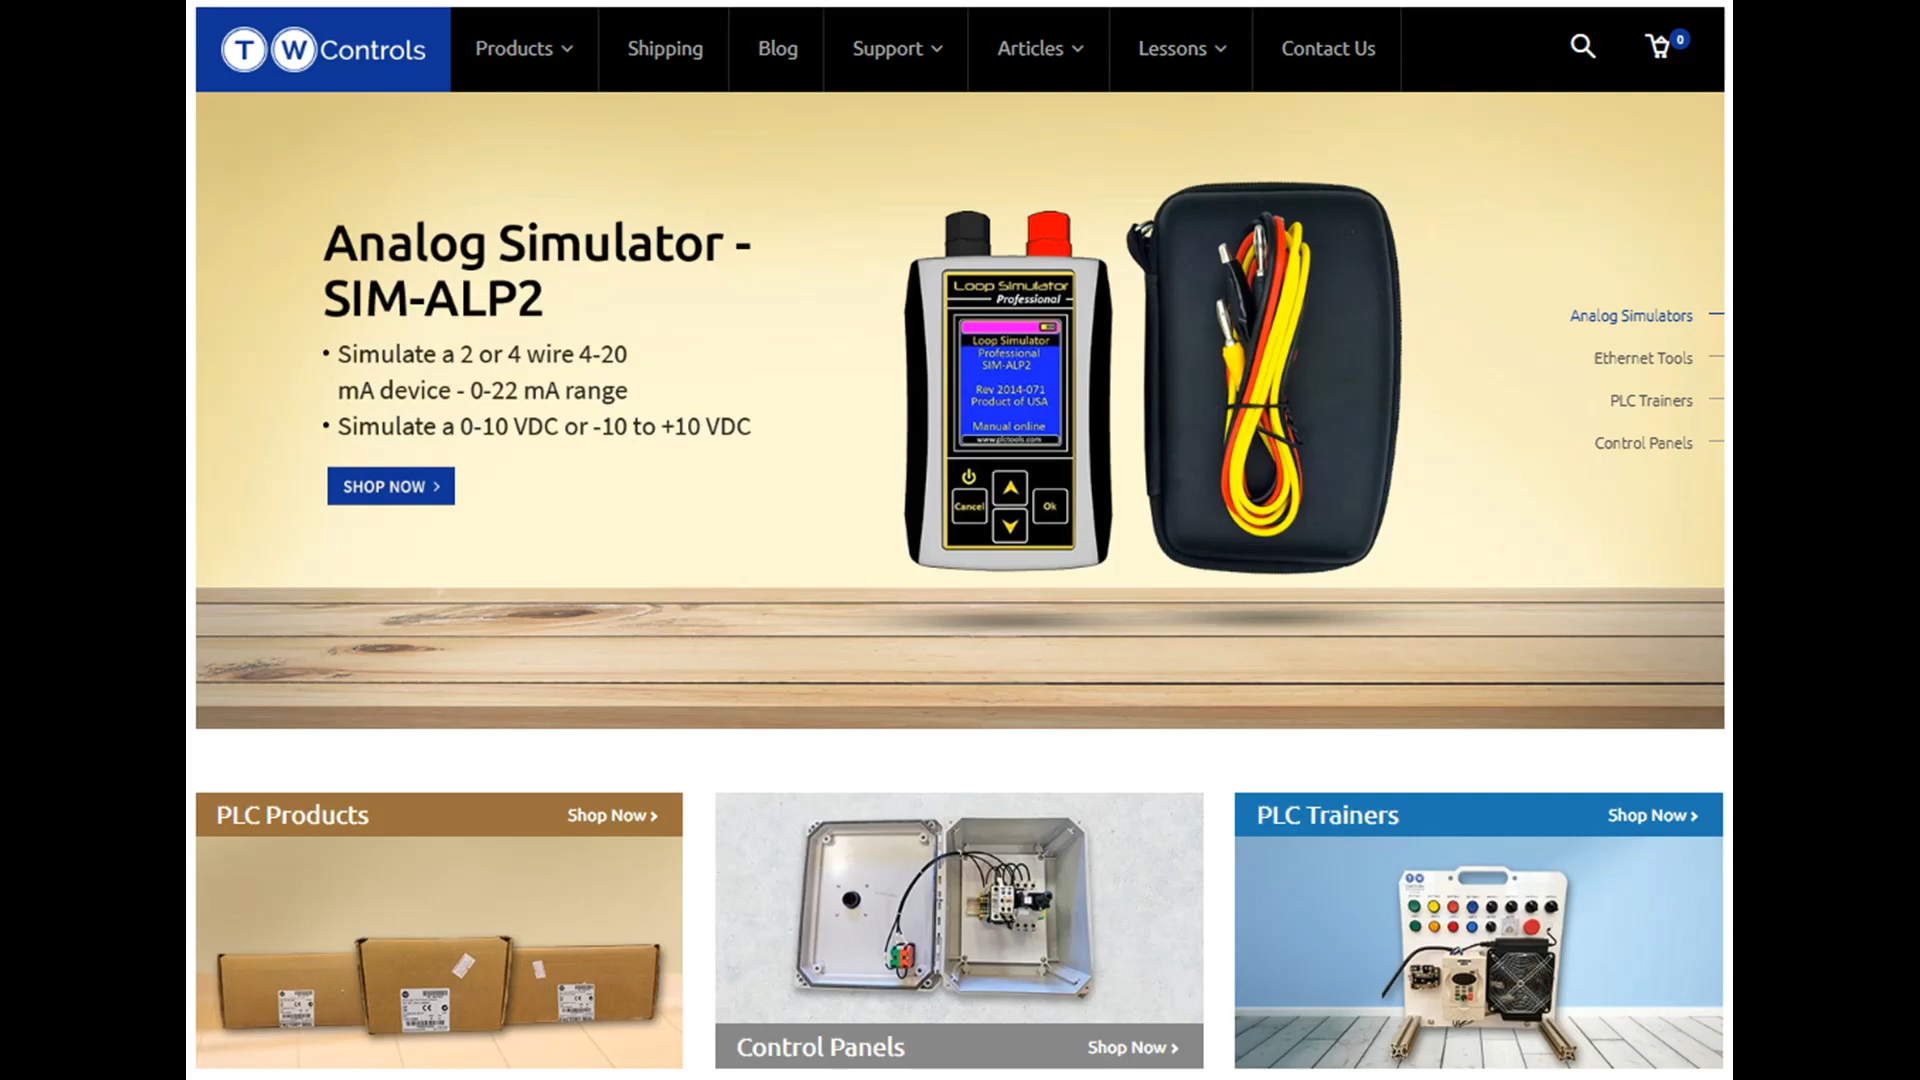 T W Controls
Products
Shipping
Blog
Support
Articles
Lessons
Contact Us
0
Analog Simulator -
SIM-ALP2
• Simulate a 2 or 4 wire 4-20
mA device - 0-22 mA range
• Simulate a 0-10 VDC or -10 to +10 VDC
SHOP NOW >
Loop Simulator
Professional
Loop Simulator
Professional
SIM-ALP2
Rev 2014-071
Product of USA
Manual online
www.plctools.com
Cancel
Ok
Analog Simulators
Ethernet Tools
PLC Trainers
Control Panels
PLC Products
Shop Now >
Control Panels
Shop Now >
PLC Trainers
Shop Now >
T W